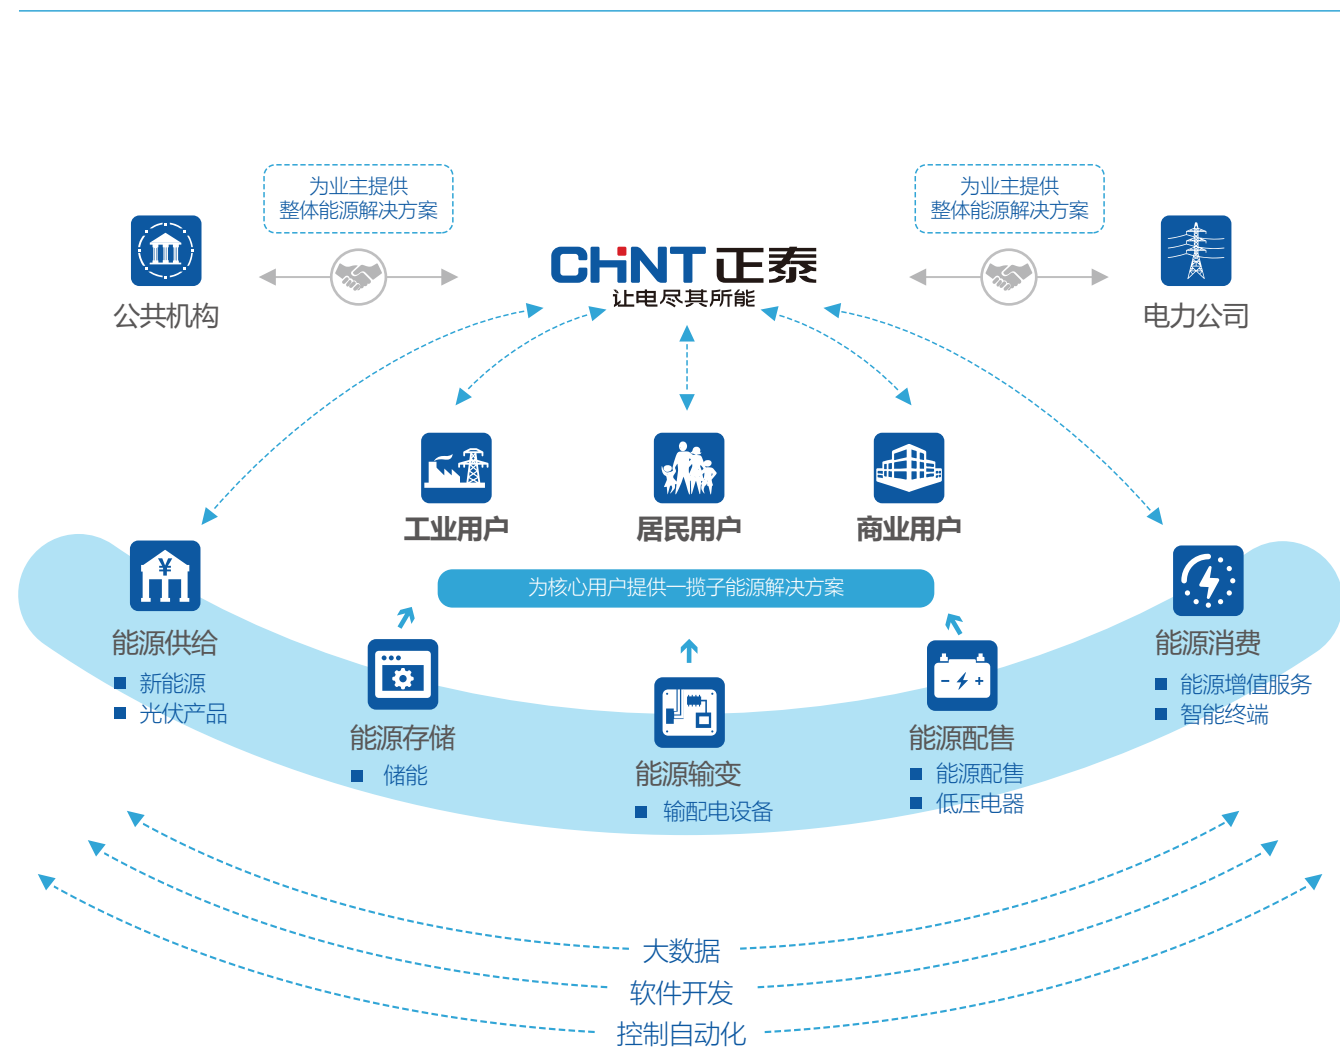 为业主提供
整体能源解决方案
为业主提供
整体能源解决方案
公共机构
CHiNT 正泰
让电尽其所能
电力公司
工业用户
居民用户
商业用户
为核心用户提供一揽子能源解决方案
¥
能源供给
新能源
光伏产品
能源存储
储能
能源输变
输配电设备
能源配售
能源配售
低压电器
能源消费
能源增值服务
智能终端
大数据
软件开发
控制自动化